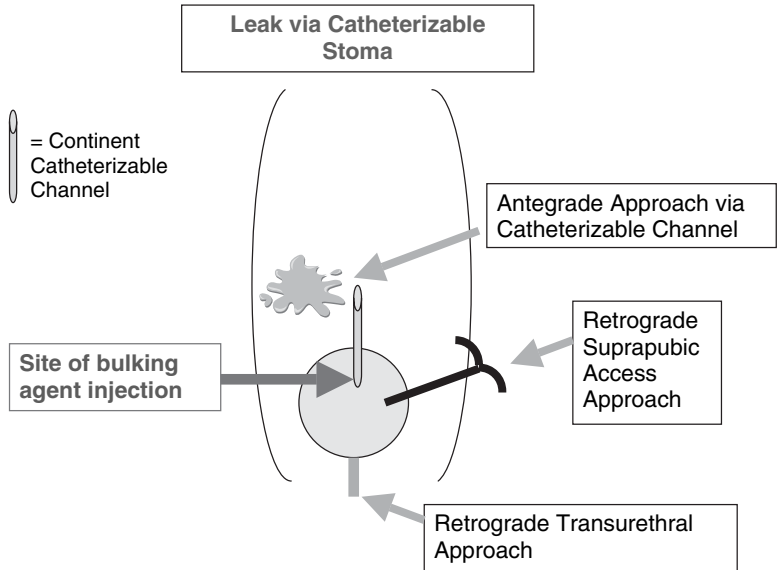 Leak via Catheterizable
Stoma
= Continent
Catheterizable
Channel
Antegrade Approach via
Catheterizable Channel
Retrograde
Suprapubic
Access
Approach
Site of bulking
agent injection
Retrograde Transurethral
Approach